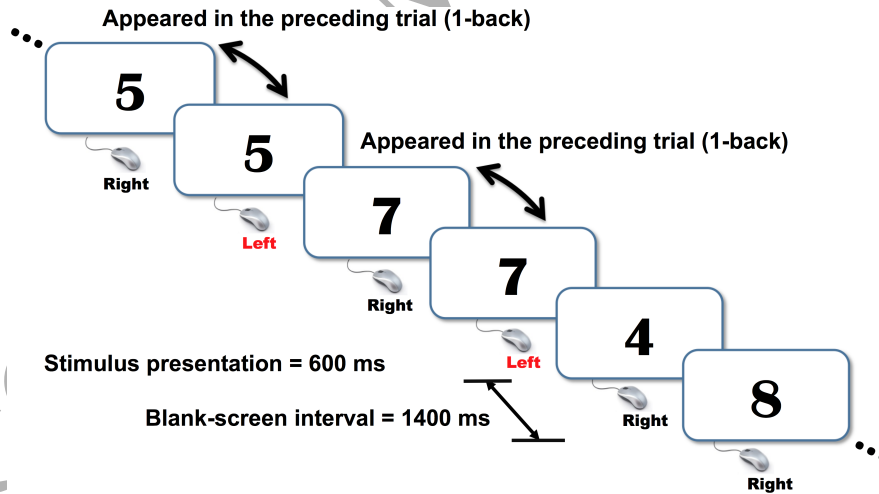 Appeared in the preceding trial (1-back)
5
Right
5
Left
Appeared in the preceding trial (1-back)
7
Right
7
Left
4
Right
8
Right
Stimulus presentation = 600 ms
Blank-screen interval = 1400 ms